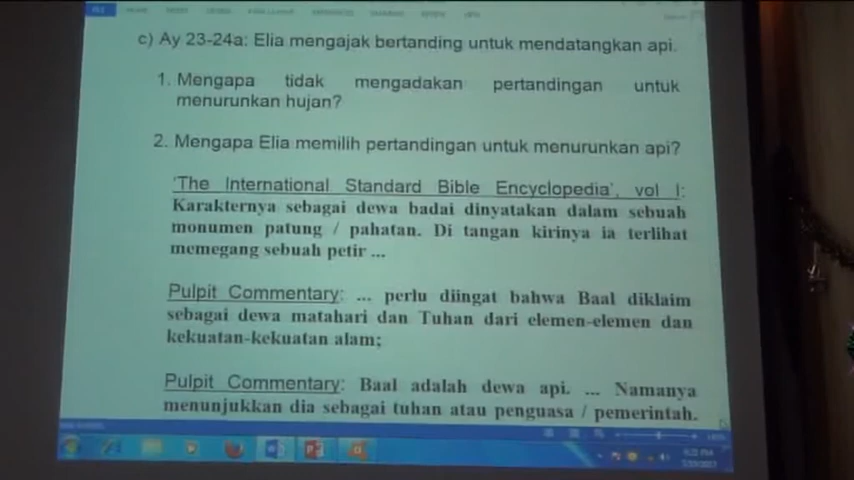 c) Ay 23-24a: Elia mengajak bertanding untuk mendatangkan api.
1. Mengapa tidak mengadakan pertandingan untuk
menurunkan hujan?
2. Mengapa Elia memilih pertandingan untuk menurunkan api?
'The International Standard Bible Encyclopedia', vol I:
Karakternya sebagai dewa badai dinyatakan dalam sebuah
monumen patung / pahatan. Di tangan kirinya ia terlihat
memegang sebuah petir ...
Pulpit Commentary: ... perlu diingat bahwa Baal diklaim
sebagai dewa matahari dan Tuhan dari elemen-elemen dan
kekuatan-kekuatan alam;
Pulpit Commentary: Baal adalah dewa api. ... Namanya
menunjukkan dia sebagai tuhan atau penguasa / pemerintah.